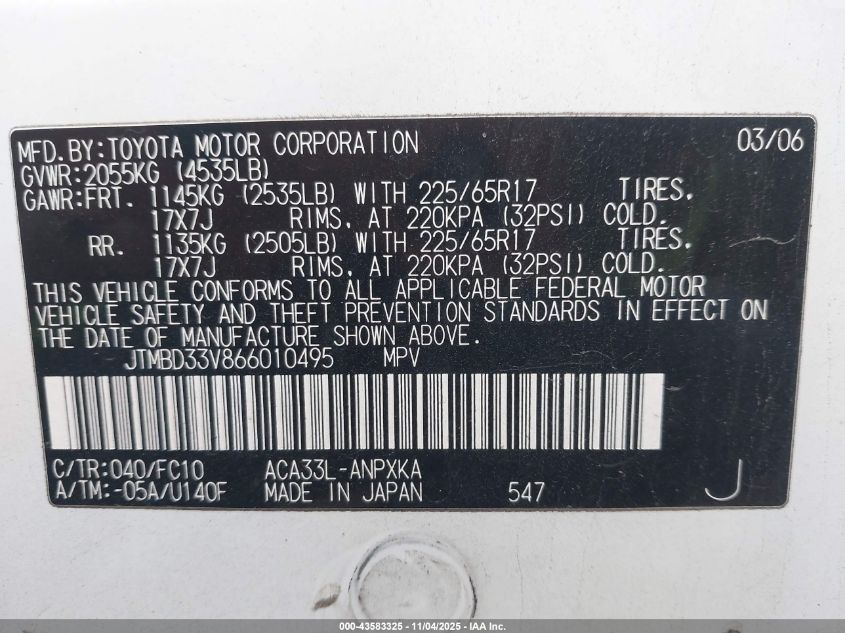 MFD.BY:TOYOTA MOTOR CORPORATION 03/06
GVWR:2055KG (4535LB)
GAWR:FRT. 1145KG (2535LB) WITH 225/65R17 TIRES.
17X7J RIMS, AT 220KPA (32PSI) COLD.
RR. 1135KG (2505LB) WITH 225/65R17 TIRES.
17X7J RIMS, AT 220KPA (32PSI) COLD.
THIS VEHICLE CONFORMS TO ALL APPLICABLE FEDERAL MOTOR
VEHICLE SAFETY AND THEFT PREVENTION STANDARDS IN EFFECT ON
THE DATE OF MANUFACTURE SHOWN ABOVE.
JTMBD33V866010495 MPV
C/TR:040/FC10 ACA33L-ANPXKA
A/TM:-05A/U140F MADE IN JAPAN 547 J
000-43583325 - 11/04/2025 - IAA Inc.